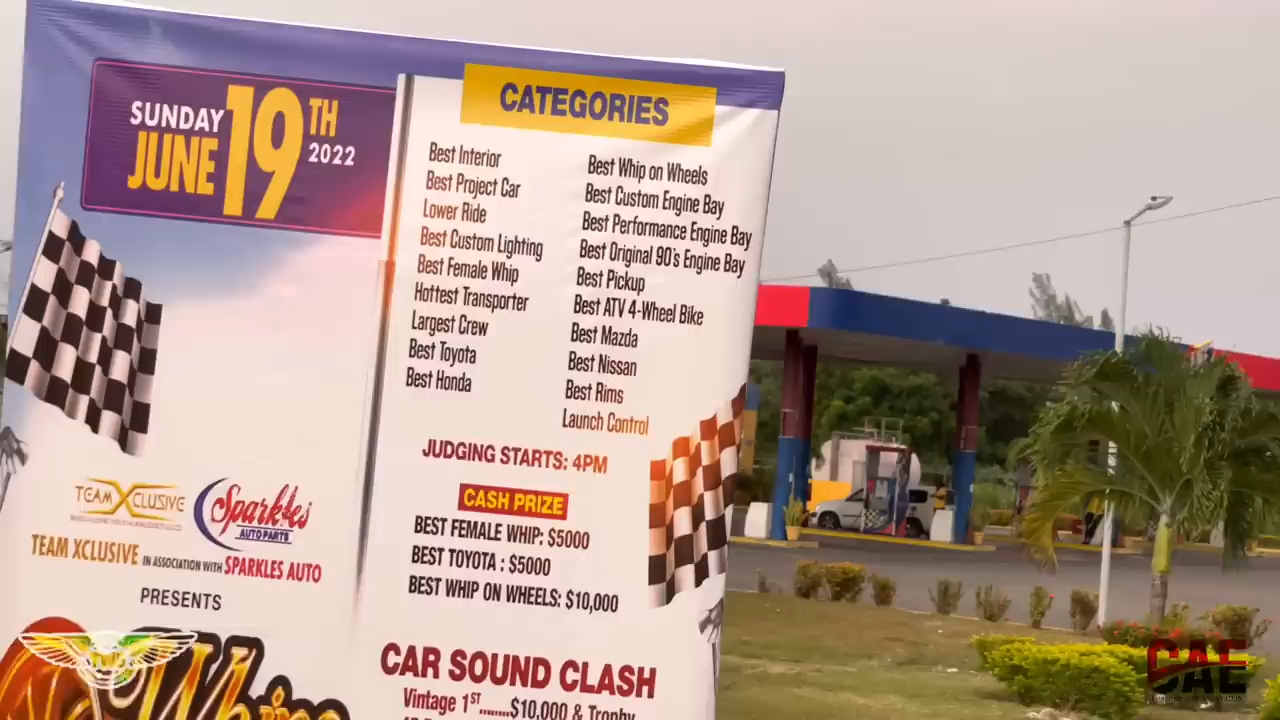 SUNDAY
JUNE 19TH
2022
TEAM XCLUSIVE
Sparkles
AUTO PARTS
TEAM XCLUSIVE IN ASSOCIATION WITH SPARKLES AUTO
PRESENTS
CATEGORIES
Best Interior
Best Project Car
Lower Ride
Best Custom Lighting
Best Female Whip
Hottest Transporter
Largest Crew
Best Toyota
Best Honda
Best Whip on Wheels
Best Custom Engine Bay
Best Performance Engine Bay
Best Original 90's Engine Bay
Best Pickup
Best ATV 4-Wheel Bike
Best Mazda
Best Nissan
Best Rims
Launch Control
JUDGING STARTS: 4PM
CASH PRIZE
BEST FEMALE WHIP: $5000
BEST TOYOTA : $5000
BEST WHIP ON WHEELS: $10,000
CAR SOUND CLASH
Vintage 1ST........$10,000 & Trophy
CAE